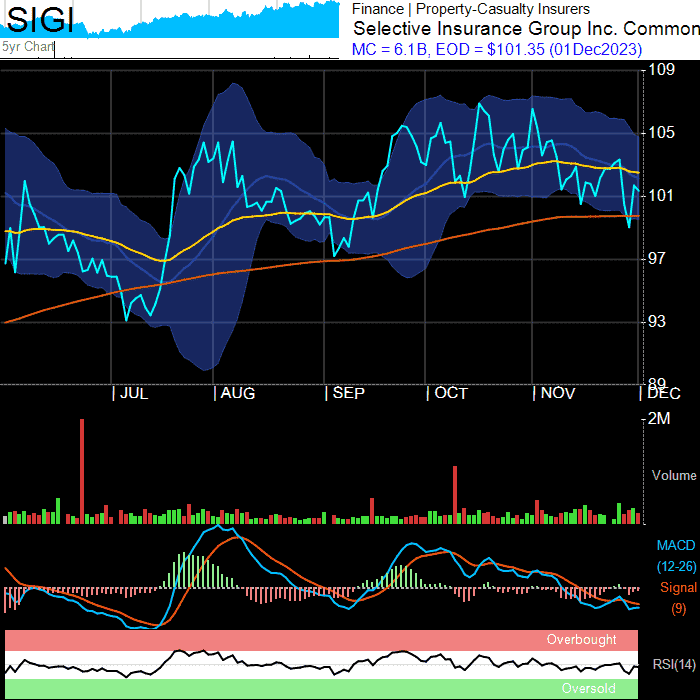 SIGI
5yr Chart
Finance | Property-Casualty Insurers
Selective Insurance Group Inc. Common
MC = 6.1B, EOD = $101.35 (01Dec2023)
109
105
101
97
93
89
JUL AUG SEP OCT NOV DEC
2M
Volume
MACD
(12-26)
Signal
(9)
Overbought
RSI(14)
Oversold